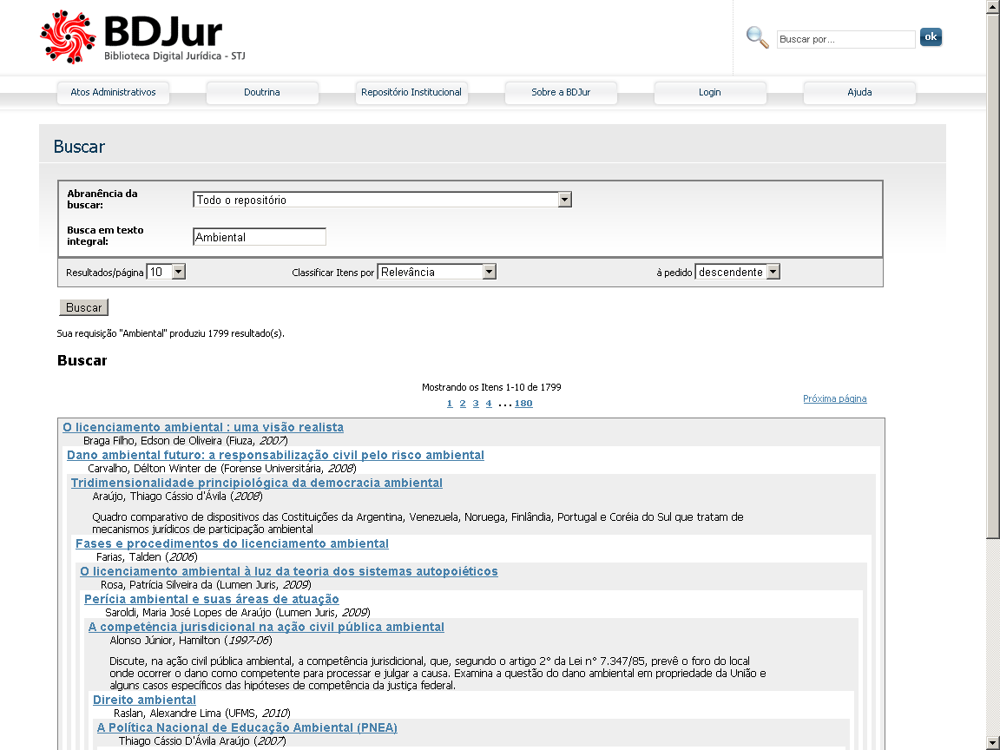 BDJur
Biblioteca Digital Jurídica - STJ
Buscar por...
ok
Atos Administrativos
Doutrina
Repositório Institucional
Sobre a BDJur
Login
Ajuda
Buscar
Abranência da
buscar:
Todo o repositório
Busca em texto
integral:
Ambiental
Resultados/página 10
Classificar Itens por Relevância
à pedido descendente
Buscar
Sua requisição "Ambiental" produziu 1799 resultado(s).
Buscar
Mostrando os Itens 1-10 de 1799
1 2 3 4 ...180
Próxima página
O licenciamento ambiental : uma visão realista
Braga Filho, Edson de Oliveira (Fiuza, 2007)
Dano ambiental futuro: a responsabilização civil pelo risco ambiental
Carvalho, Délton Winter de (Forense Universitária, 2008)
Tridimensionalidade principiológica da democracia ambiental
Araújo, Thiago Cássio d'Ávila (2008)
Quadro comparativo de dispositivos das Costituições da Argentina, Venezuela, Noruega, Finlândia, Portugal e Coréia do Sul que tratam de
mecanismos jurídicos de participação ambiental
Fases e procedimentos do licenciamento ambiental
Farias, Talden (2006)
O licenciamento ambiental à luz da teoria dos sistemas autopoiéticos
Rosa, Patrícia Silveira da (Lumen Juris, 2009)
Perícia ambiental e suas áreas de atuação
Saroldi, Maria José Lopes de Araújo (Lumen Juris, 2009)
A competência jurisdicional na ação civil pública ambiental
Alonso Júnior, Hamilton (1997-06)
Discute, na ação civil pública ambiental, a competência jurisdicional, que, segundo o artigo 2° da Lei n° 7.347/85, prevê o foro do local
onde ocorrer o dano como competente para processar e julgar a causa. Examina a questão do dano ambiental em propriedade da União e
alguns casos específicos das hipóteses de competência da justiça federal.
Direito ambiental
Raslan, Alexandre Lima (UFMS, 2010)
A Política Nacional de Educação Ambiental (PNEA)
Thiago Cássio D'Ávila Araújo (2007)